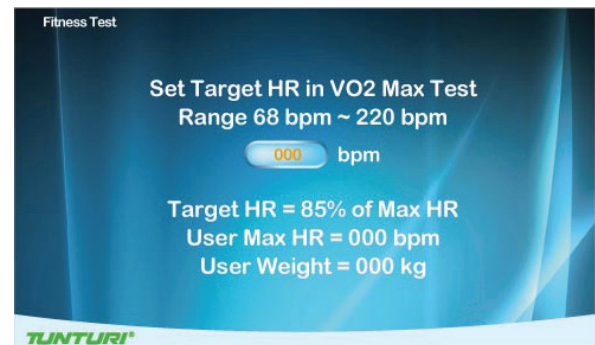 Fitness Test
Set Target HR in VO2 Max Test
Range 68 bpm ~ 220 bpm
000 bpm
Target HR = 85% of Max HR
User Max HR = 000 bpm
User Weight = 000 kg
TUNTURI®